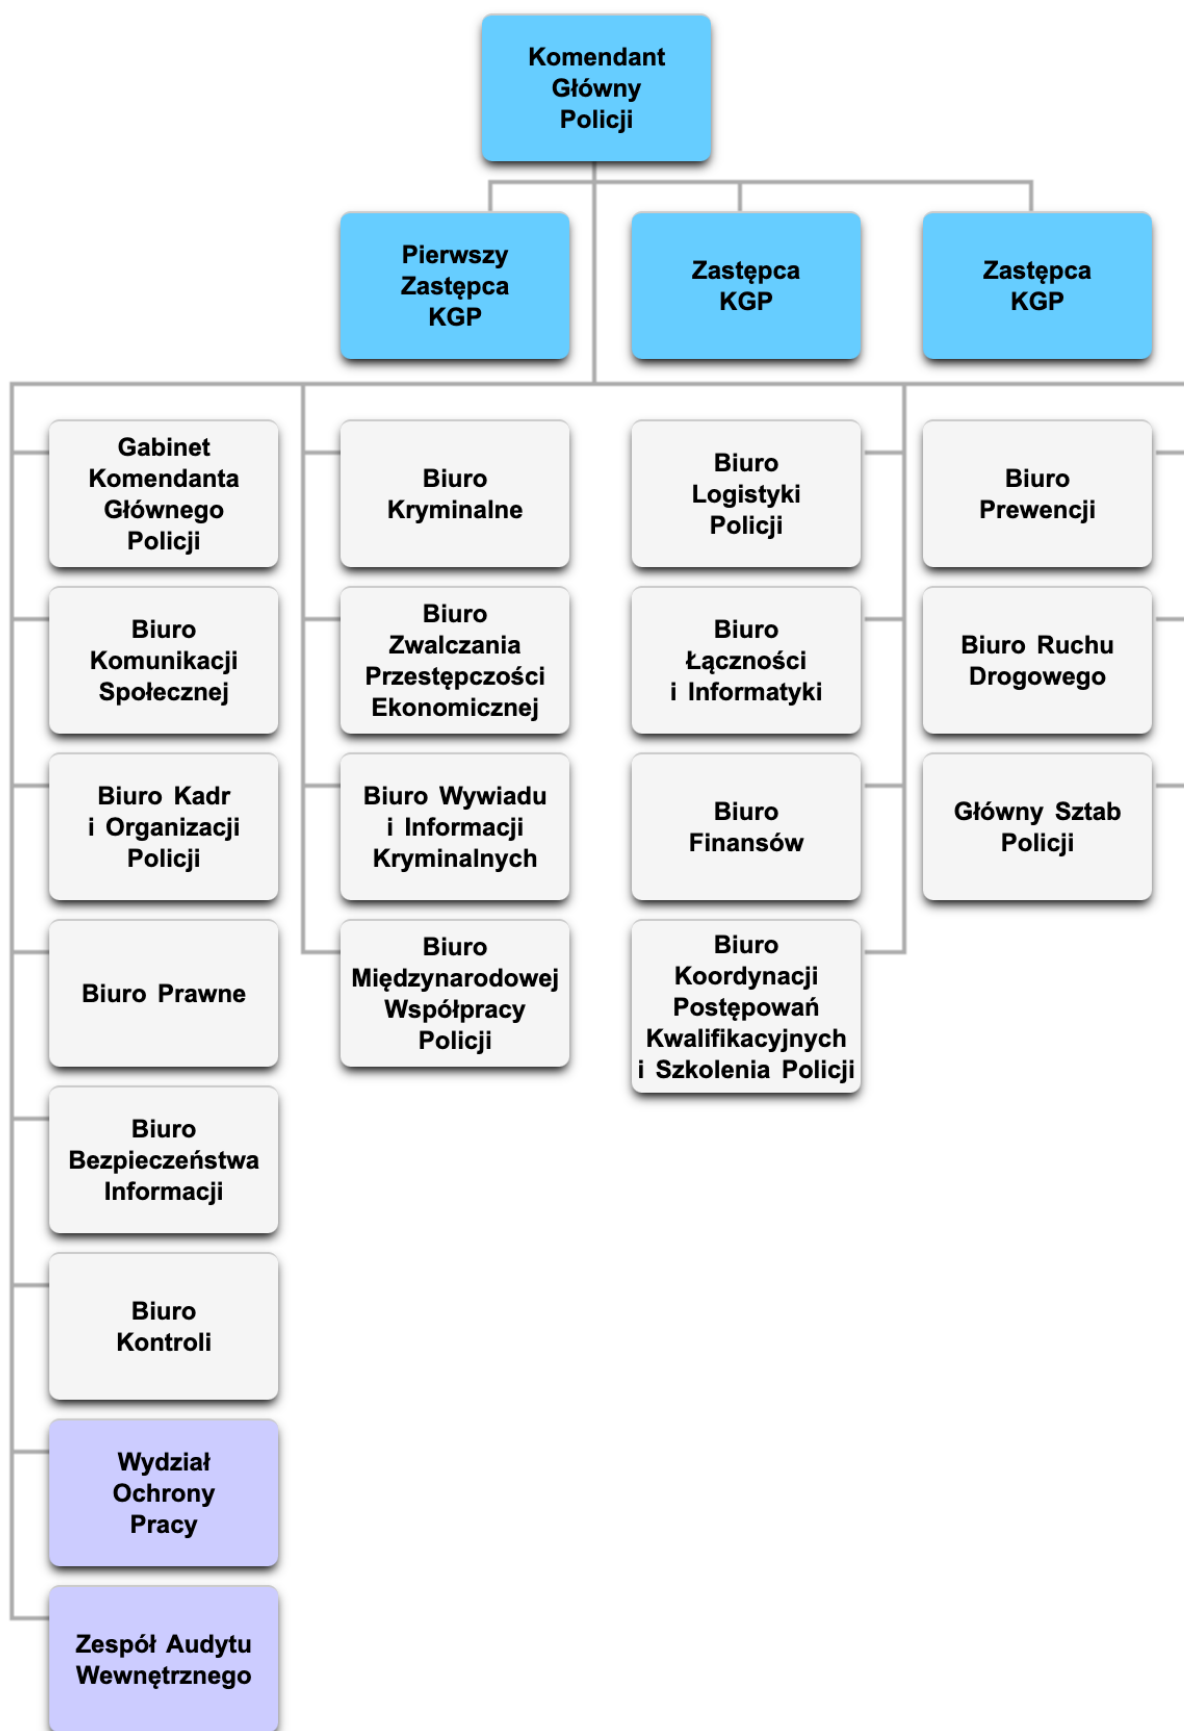 Komendant
Główny
Policji
Pierwszy
Zastępca
KGP
Zastępca
KGP
Zastępca
KGP
Gabinet
Komendanta
Głównego
Policji
Biuro
Komunikacji
Społecznej
Biuro Kadr
i Organizacji
Policji
Biuro Prawne
Biuro
Bezpieczeństwa
Informacji
Biuro
Kontroli
Wydział
Ochrony
Pracy
Zespół Audytu
Wewnętrznego
Biuro
Kryminalne
Biuro
Zwalczania
Przestępczości
Ekonomicznej
Biuro Wywiadu
i Informacji
Kryminalnych
Biuro
Międzynarodowej
Współpracy
Policji
Biuro
Logistyki
Policji
Biuro
Łączności
i Informatyki
Biuro
Finansów
Biuro
Koordynacji
Postępowań
Kwalifikacyjnych
i Szkolenia Policji
Biuro
Prewencji
Biuro Ruchu
Drogowego
Główny Sztab
Policji